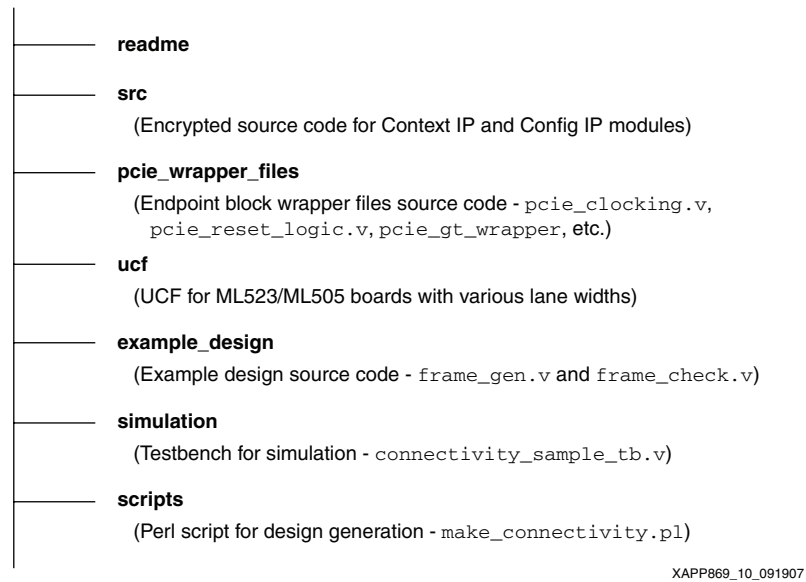 readme
src
(Encrypted source code for Context IP and Config IP modules)
pcie_wrapper_files
(Endpoint block wrapper files source code - pcie_clocking.v,
pcie_reset_logic.v, pcie_gt_wrapper, etc.)
ucf
(UCF for ML523/ML505 boards with various lane widths)
example_design
(Example design source code - frame_gen.v and frame_check.v)
simulation
(Testbench for simulation - connectivity_sample_tb.v)
scripts
(Perl script for design generation - make_connectivity.pl)
XAPP869_10_091907